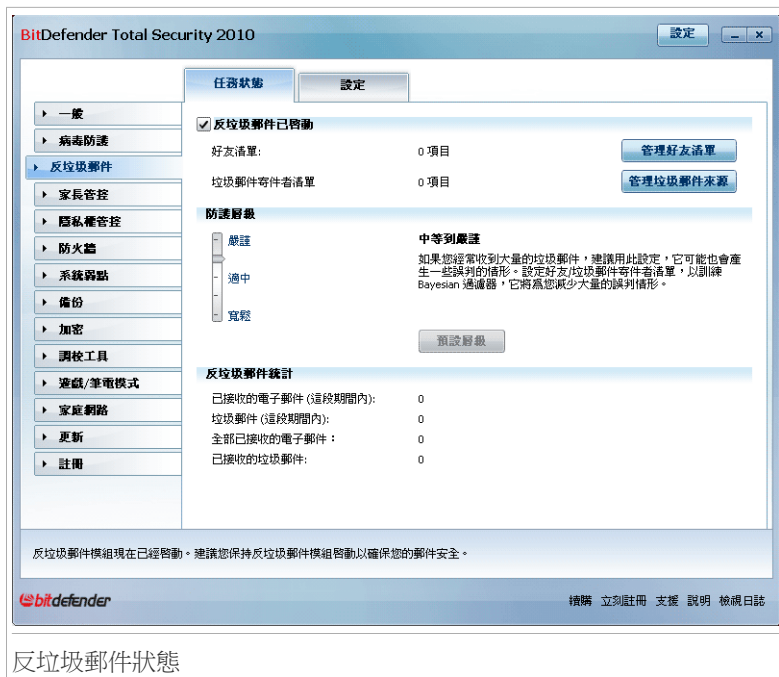 BitDefender Total Security 2010
設定
任務狀態
設定
一般
病毒防護
反垃圾郵件
家長管控
隱私權管控
防火牆
系統弱點
備份
加密
調校工具
遊戲/筆電模式
家庭網路
更新
註冊
反垃圾郵件已啓動
好友清單: 0 項目 管理好友清單
垃圾郵件寄件者清單 0 項目 管理垃圾郵件來源
防護層級
嚴謹
適中
寬鬆
中等到嚴謹
如果您經常收到大量的垃圾郵件，建議用此設定，它可能也會產
生一些誤判的情形。設定好友/垃圾郵件寄件者清單，以訓練
Bayesian 過濾器，它將爲您減少大量的誤判情形。
預設層級
反垃圾郵件統計
已接收的電子郵件 (這段期間內): 0
垃圾郵件 (這段期間內): 0
全部已接收的電子郵件： 0
已接收的垃圾郵件: 0
反垃圾郵件模組現在已經啓動。建議您保持反垃圾郵件模組啓動以確保您的郵件安全。
bitdefender
續購 立刻註冊 支援 說明 檢視日誌
反垃圾郵件狀態